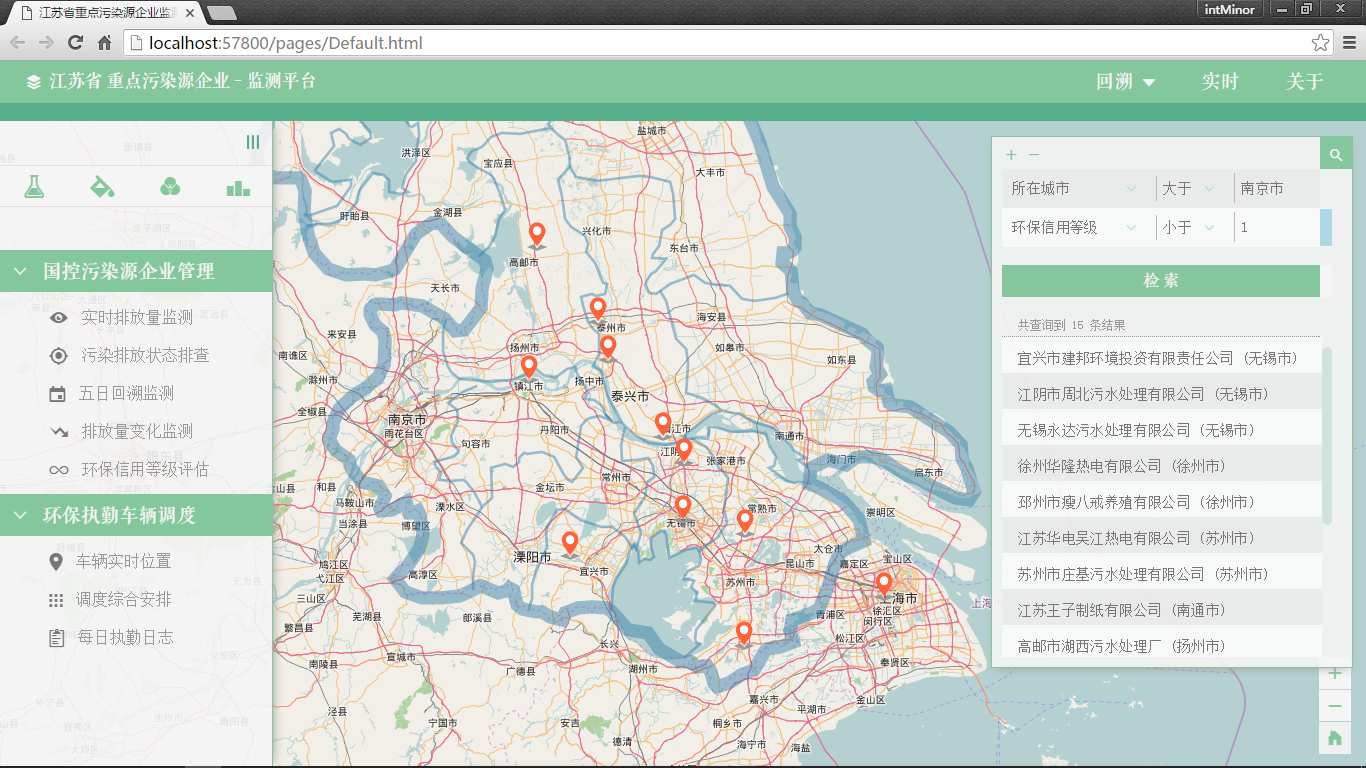 江苏省重点污染源企业监
intMinor
localhost:57800/pages/Default.html
江苏省 重点污染源企业 - 监测平台
回溯
实时
关于
国控污染源企业管理
实时排放量监测
污染排放状态排查
五日回溯监测
排放量变化监测
环保信用等级评估
环保执勤车辆调度
车辆实时位置
调度综合安排
每日执勤日志
所在城市 大于 南京市
环保信用等级 小于 1
检 索
共查询到 15 条结果
宜兴市建邦环境投资有限责任公司 (无锡市)
江阴市周北污水处理有限公司 (无锡市)
无锡永达污水处理有限公司 (无锡市)
徐州华隆热电有限公司 (徐州市)
邳州市瘦八戒养殖有限公司 (徐州市)
江苏华电吴江热电有限公司 (苏州市)
苏州市庄基污水处理有限公司 (苏州市)
江苏王子制纸有限公司 (南通市)
高邮市湖西污水处理厂 (扬州市)
盐城市
洪泽区
宝应县
大丰市
盱眙县
金湖县
兴化市
东台市
高邮市
天长市
来安县
泰州市
海安县
南谯区
扬州市
如皋市
如东县
滁州市
镇江市
扬中市
泰兴市
全椒县
南京市
雨花台区
句容市
丹阳市
江市
南通市
江阴
张家港市
海门市
启东市
常州市
和县
金坛市
马鞍山市
溧水区
无锡市
常熟市
崇明县
当涂县
博望区
溧阳市
太仓市
宝山区
昆山市
嘉定区
鸠江区
弋江区
高淳区
宜兴市
苏州市
上海市
三山区
芜湖县
郎溪县
青浦区
徐汇区
闵行区
上海
繁昌县
松江区
长兴
湖州市
奉贤区
南陵县
宣城市
广德县
嘉兴市
金山区
平湖市
泾县
宁国市
安吉
桐乡市
德清
海宁市
海盐